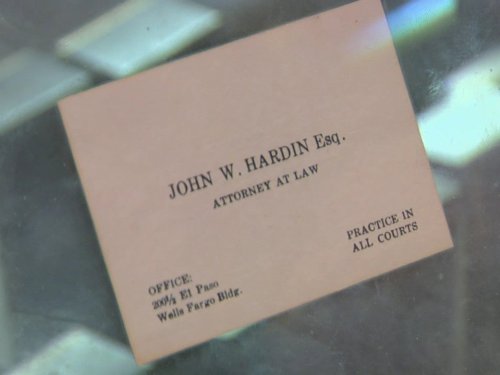 JOHN W. HARDIN Esq.
ATTORNEY AT LAW
PRACTICE IN
ALL COURTS
OFFICE:
200½ El Paso
Wells Fargo Bldg.